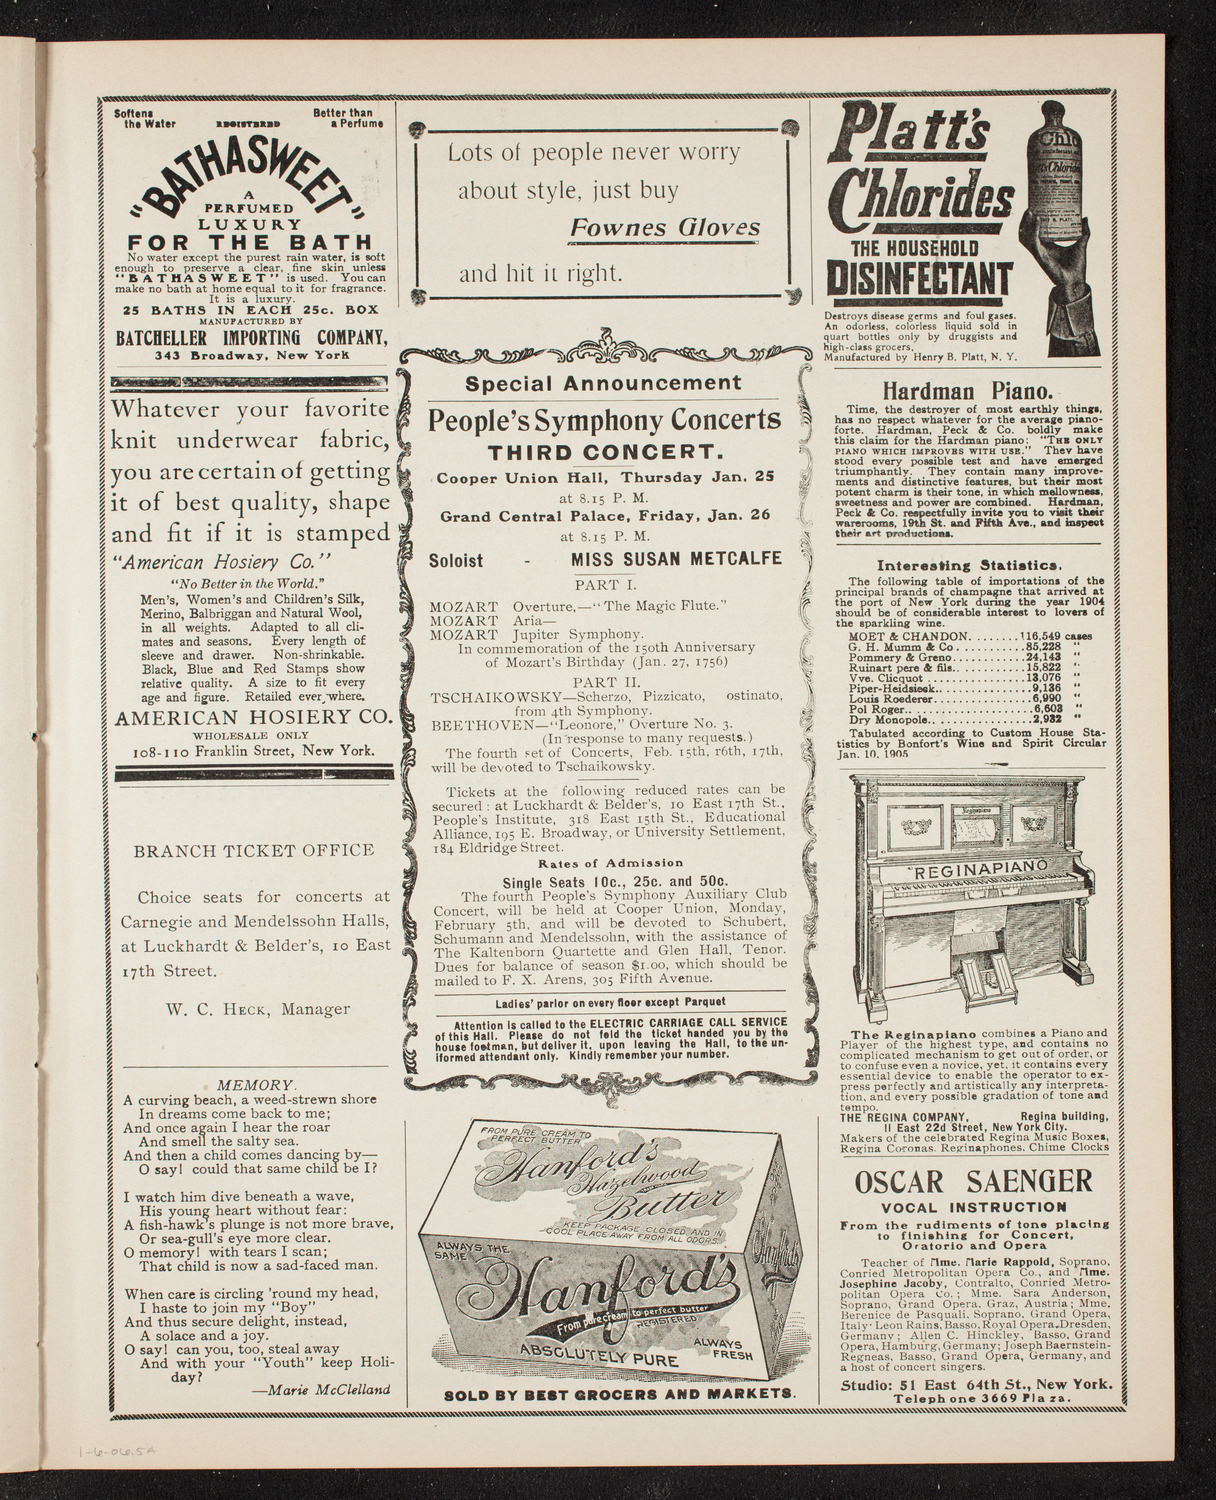 Softens
the Water
REGISTERED
Better than
a Perfume
"BATHASWEET"
A
PERFUMED
LUXURY
FOR THE BATH
No water except the purest rain water, is soft
enough to preserve a clear, fine skin unless
"BATHASWEET" is used. You can
make no bath at home equal to it for fragrance.
It is a luxury.
25 BATHS IN EACH 25c. BOX
MANUFACTURED BY
BATCHELLER IMPORTING COMPANY,
343 Broadway, New York
Whatever your favorite
knit underwear fabric,
you are certain of getting
it of best quality, shape
and fit if it is stamped
"American Hosiery Co."
"No Better in the World."
Men's, Women's and Children's Silk,
Merino, Balbriggan and Natural Wool,
in all weights. Adapted to all cli-
mates and seasons. Every length of
sleeve and drawer. Non-shrinkable.
Black, Blue and Red Stamps show
relative quality. A size to fit every
age and figure. Retailed everywhere.
AMERICAN HOSIERY CO.
WHOLESALE ONLY
108-110 Franklin Street, New York.
BRANCH TICKET OFFICE
Choice seats for concerts at
Carnegie and Mendelssohn Halls,
at Luckhardt & Belder's, 10 East
17th Street.
W. C. HECK, Manager
MEMORY.
A curving beach, a weed-strewn shore
In dreams come back to me;
And once again I hear the roar
And smell the salty sea.
And then a child comes dancing by—
O say! could that same child be I?
I watch him dive beneath a wave,
His young heart without fear:
A fish-hawk's plunge is not more brave,
Or sea-gull's eye more clear.
O memory! with tears I scan;
That child is now a sad-faced man.
When care is circling 'round my head,
I haste to join my "Boy"
And thus secure delight, instead,
A solace and a joy.
O say! can you, too, steal away
And with your "Youth" keep Holi-
day?
—Marie McClelland
Lots of people never worry
about style, just buy
Fownes Gloves
and hit it right.
Special Announcement
People's Symphony Concerts
THIRD CONCERT.
Cooper Union Hall, Thursday Jan. 25
at 8.15 P. M.
Grand Central Palace, Friday, Jan. 26
at 8.15 P. M.
Soloist - MISS SUSAN METCALFE
PART I.
MOZART Overture,—"The Magic Flute."
MOZART Aria—
MOZART Jupiter Symphony.
In commemoration of the 150th Anniversary
of Mozart's Birthday (Jan. 27, 1756)
PART II.
TSCHAIKOWSKY—Scherzo, Pizzicato, ostinato,
from 4th Symphony.
BEETHOVEN—"Leonore," Overture No. 3.
(In response to many requests.)
The fourth set of Concerts, Feb. 15th, 16th, 17th,
will be devoted to Tschaikowsky.
Tickets at the following reduced rates can be
secured: at Luckhardt & Belder's, 10 East 17th St.,
People's Institute, 318 East 15th St., Educational
Alliance, 195 E. Broadway, or University Settlement,
184 Eldridge Street.
Rates of Admission
Single Seats 10c., 25c. and 50c.
The fourth People's Symphony Auxiliary Club
Concert, will be held at Cooper Union, Monday,
February 5th, and will be devoted to Schubert,
Schumann and Mendelssohn, with the assistance of
The Kaltenborn Quartette and Glen Hall, Tenor.
Dues for balance of season $1.00, which should be
mailed to F. X. Arens, 305 Fifth Avenue.
Ladies' parlor on every floor except Parquet
Attention is called to the ELECTRIC CARRIAGE CALL SERVICE
of this Hall. Please do not fold the ticket handed you by the
house footman, but deliver it, upon leaving the Hall, to the un-
iformed attendant only. Kindly remember your number.
FROM PURE CREAM TO
PERFECT BUTTER
Hanford's
Hazelwood
Butter
KEEP PACKAGE CLOSED AND IN
COOL PLACE AWAY FROM ALL ODORS.
ALWAYS THE
SAME
Hanford's
From pure cream to perfect butter
REGISTERED
ALWAYS
FRESH
ABSOLUTELY PURE
Hanford's
SOLD BY BEST GROCERS AND MARKETS.
Platt's
Chlorides
THE HOUSEHOLD
DISINFECTANT
Destroys disease germs and foul gases.
An odorless, colorless liquid sold in
quart bottles only by druggists and
high-class grocers.
Manufactured by Henry B. Platt, N. Y.
Hardman Piano.
Time, the destroyer of most earthly things,
has no respect whatever for the average piano-
forte. Hardman, Peck & Co. boldly make
this claim for the Hardman piano: "THE ONLY
PIANO WHICH IMPROVES WITH USE." They have
stood every possible test and have emerged
triumphantly. They contain many improve-
ments and distinctive features, but their most
potent charm is their tone, in which mellowness,
sweetness and power are combined. Hardman,
Peck & Co. respectfully invite you to visit their
warerooms, 19th St. and Fifth Ave., and inspect
their art productions.
Interesting Statistics.
The following table of importations of the
principal brands of champagne that arrived at
the port of New York during the year 1904
should be of considerable interest to lovers of
the sparkling wine.
MOET & CHANDON........116,549 cases
G. H. Mumm & Co..........85,228 "
Pommery & Greno...........24,143 "
Ruinart pere & fils...........15,822 "
Vve. Clicquot...............13,076 "
Piper-Heidsieck..............9,136 "
Louis Roederer..............6,990 "
Pol Roger..................6,603 "
Dry Monopole..............2,932 "
Tabulated according to Custom House Sta-
tistics by Bonfort's Wine and Spirit Circular
Jan. 10, 1905
REGINAPIANO
The Reginapiano combines a Piano and
Player of the highest type, and contains no
complicated mechanism to get out of order, or
to confuse even a novice, yet, it contains every
essential device to enable the operator to ex-
press perfectly and artistically any interpreta-
tion, and every possible gradation of tone and
tempo.
THE REGINA COMPANY, Regina building,
11 East 22d Street, New York City.
Makers of the celebrated Regina Music Boxes,
Regina Coronas, Reginaphones, Chime Clocks
OSCAR SAENGER
VOCAL INSTRUCTION
From the rudiments of tone placing
to finishing for Concert,
Oratorio and Opera
Teacher of Mme. Marie Rappold, Soprano,
Conried Metropolitan Opera Co., and Mme.
Josephine Jacoby, Contralto, Conried Metro-
politan Opera Co.; Mme. Sara Anderson,
Soprano, Grand Opera, Graz, Austria; Mme.
Berenice de Pasquali, Soprano, Grand Opera,
Italy; Leon Rains, Basso, Royal Opera, Dresden,
Germany; Allen C. Hinckley, Basso, Grand
Opera, Hamburg, Germany; Joseph Baernstein-
Regneas, Basso, Grand Opera, Germany, and
a host of concert singers.
Studio: 51 East 64th St., New York.
Telephone 3669 Plaza.
1-6-06.5A